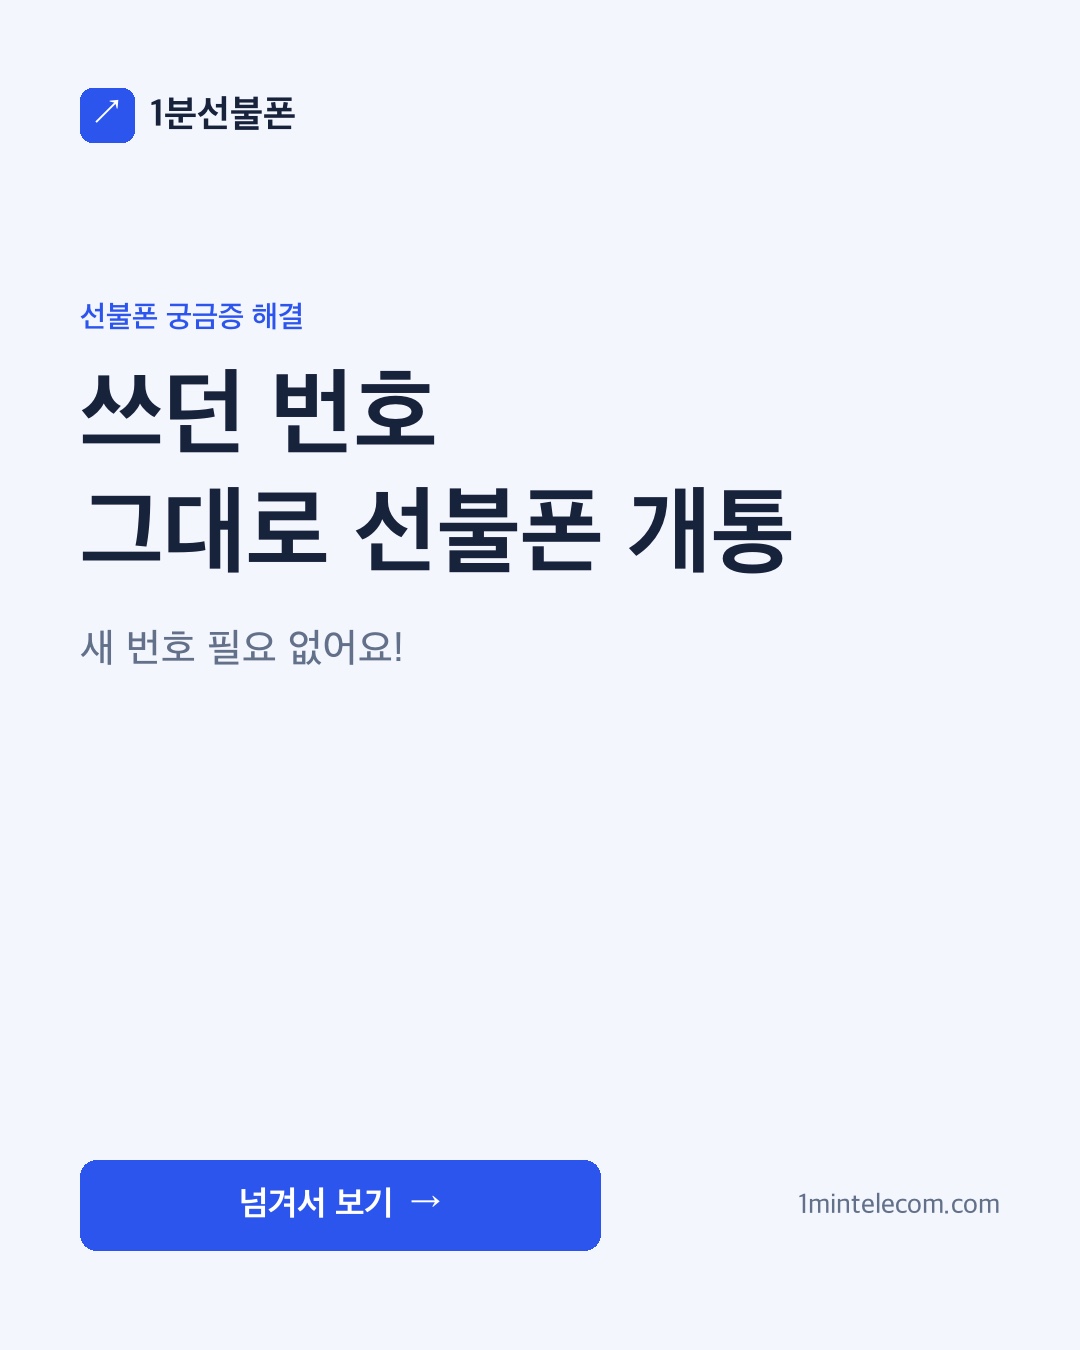 ↗ 1분선불폰
선불폰 궁금증 해결
쓰던 번호
그대로 선불폰 개통
새 번호 필요 없어요!
넘겨서 보기 →
1mintelecom.com